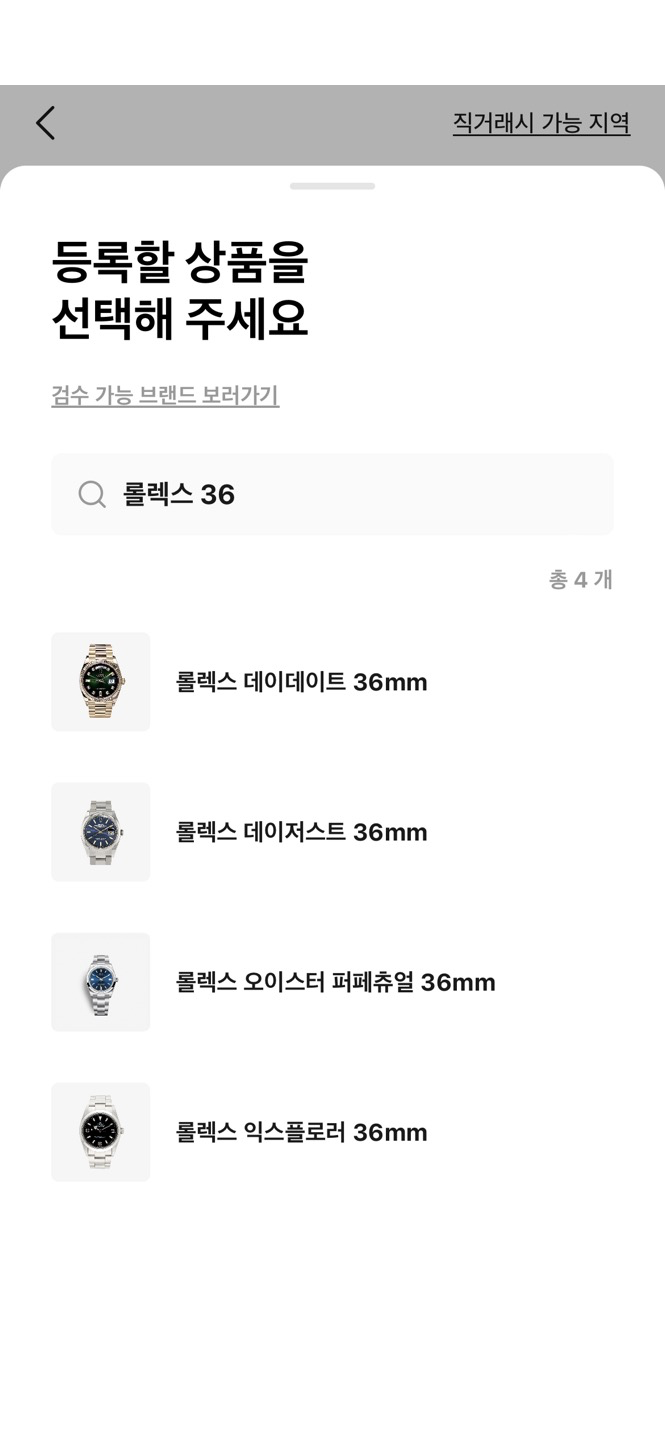 직거래시 가능 지역
등록할 상품을
선택해 주세요
검수 가능 브랜드 보러가기
롤렉스 36
총 4 개
롤렉스 데이데이트 36mm
롤렉스 데이저스트 36mm
롤렉스 오이스터 퍼페츄얼 36mm
롤렉스 익스플로러 36mm